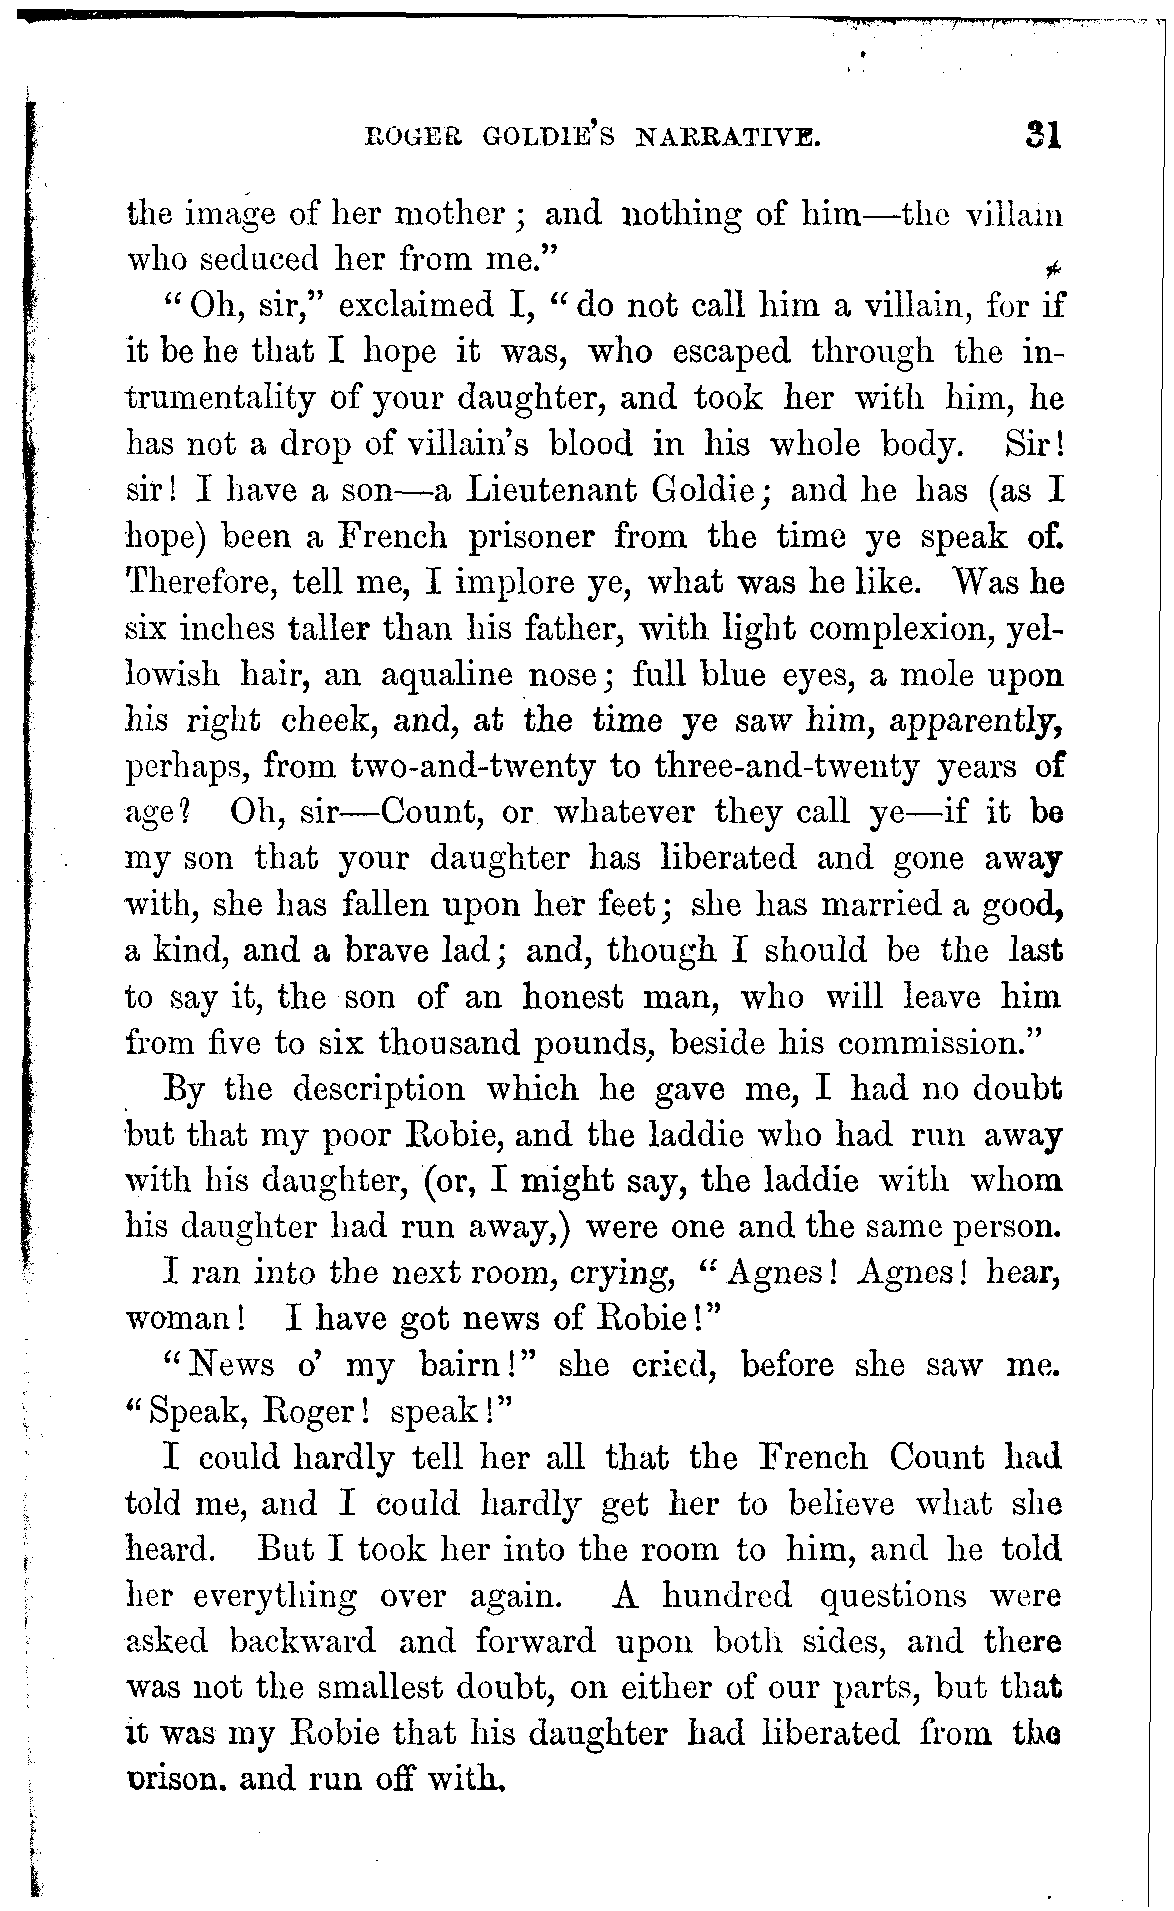 ROGER GOLDIE'S NARRATIVE. 31
the image of her mother; and nothing of him—the villain
who seduced her from me."
"Oh, sir," exclaimed I, "do not call him a villain, for if
it be he that I hope it was, who escaped through the in-
trumentality of your daughter, and took her with him, he
has not a drop of villain's blood in his whole body. Sir!
sir! I have a son—a Lieutenant Goldie; and he has (as I
hope) been a French prisoner from the time ye speak of.
Therefore, tell me, I implore ye, what was he like. Was he
six inches taller than his father, with light complexion, yel-
lowish hair, an aqualine nose; full blue eyes, a mole upon
his right cheek, and, at the time ye saw him, apparently,
perhaps, from two-and-twenty to three-and-twenty years of
age? Oh, sir—Count, or whatever they call ye—if it be
my son that your daughter has liberated and gone away
with, she has fallen upon her feet; she has married a good,
a kind, and a brave lad; and, though I should be the last
to say it, the son of an honest man, who will leave him
from five to six thousand pounds, beside his commission."
By the description which he gave me, I had no doubt
but that my poor Robie, and the laddie who had run away
with his daughter, (or, I might say, the laddie with whom
his daughter had run away,) were one and the same person.
I ran into the next room, crying, "Agnes! Agnes! hear,
woman! I have got news of Robie!"
"News o' my bairn!" she cried, before she saw me.
"Speak, Roger! speak!"
I could hardly tell her all that the French Count had
told me, and I could hardly get her to believe what she
heard. But I took her into the room to him, and he told
her everything over again. A hundred questions were
asked backward and forward upon both sides, and there
was not the smallest doubt, on either of our parts, but that
it was my Robie that his daughter had liberated from the
prison. and run off with.